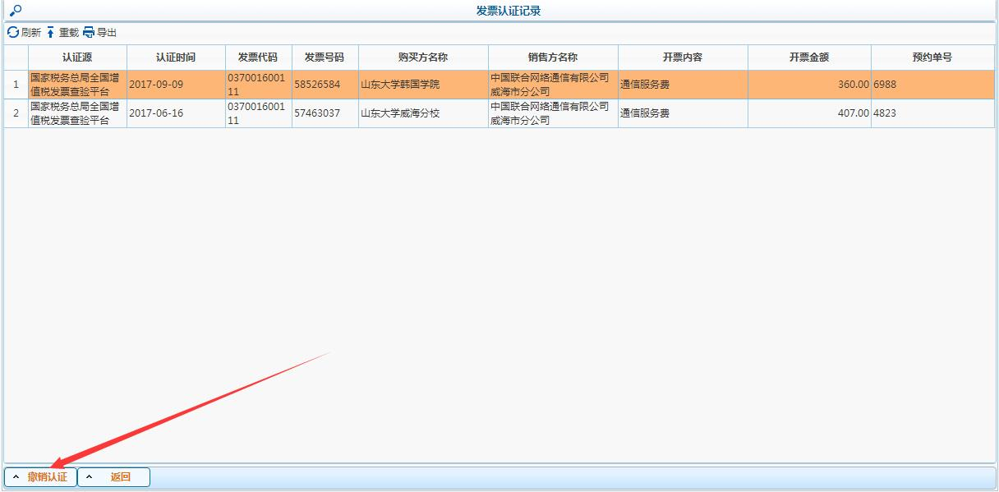 发票认证记录
刷新 重载 导出
认证源 认证时间 发票代码 发票号码 购买方名称 销售方名称 开票内容 开票金额 预约单号
1 国家税务总局全国增 2017-09-09 0370016001 58526584 山东大学韩国学院 中国联合网络通信有限公司 通信服务费 360.00 6988
值税发票查验平台 11 威海市分公司
2 国家税务总局全国增 2017-06-16 0370016001 57463037 山东大学威海分校 中国联合网络通信有限公司 通信服务费 407.00 4823
值税发票查验平台 11 威海市分公司
撤销认证 返回